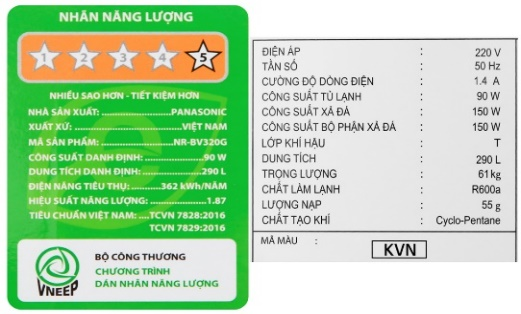 NHÃN NĂNG LƯỢNG
1 2 3 4 5
NHIỀU SAO HƠN - TIẾT KIỆM HƠN
NHÀ SẢN XUẤT:....................PANASONIC
XUẤT XỨ:.............................VIỆT NAM
MÃ SẢN PHẨM:....................NR-BV320G
CÔNG SUẤT DANH ĐỊNH:................90 W
DUNG TÍCH DANH ĐỊNH:................290 L
ĐIỆN NĂNG TIÊU THỤ:.........362 kWh/NĂM
HIỆU SUẤT NĂNG LƯỢNG:................1.87
TIÊU CHUẨN VIỆT NAM:....TCVN 7828:2016
TCVN 7829:2016
VNEEP
BỘ CÔNG THƯƠNG
CHƯƠNG TRÌNH
DÁN NHÃN NĂNG LƯỢNG
ĐIỆN ÁP : 220 V
TẦN SỐ : 50 Hz
CƯỜNG ĐỘ DÒNG ĐIỆN : 1.4 A
CÔNG SUẤT TỦ LẠNH : 90 W
CÔNG SUẤT XẢ ĐÁ : 150 W
CÔNG SUẤT BỘ PHẬN XẢ ĐÁ : 150 W
LỚP KHÍ HẬU : T
DUNG TÍCH : 290 L
TRỌNG LƯỢNG : 61kg
CHẤT LÀM LẠNH : R600a
LƯỢNG NẠP : 55 g
CHẤT TẠO KHÍ : Cyclo-Pentane
MÃ MÀU : KVN